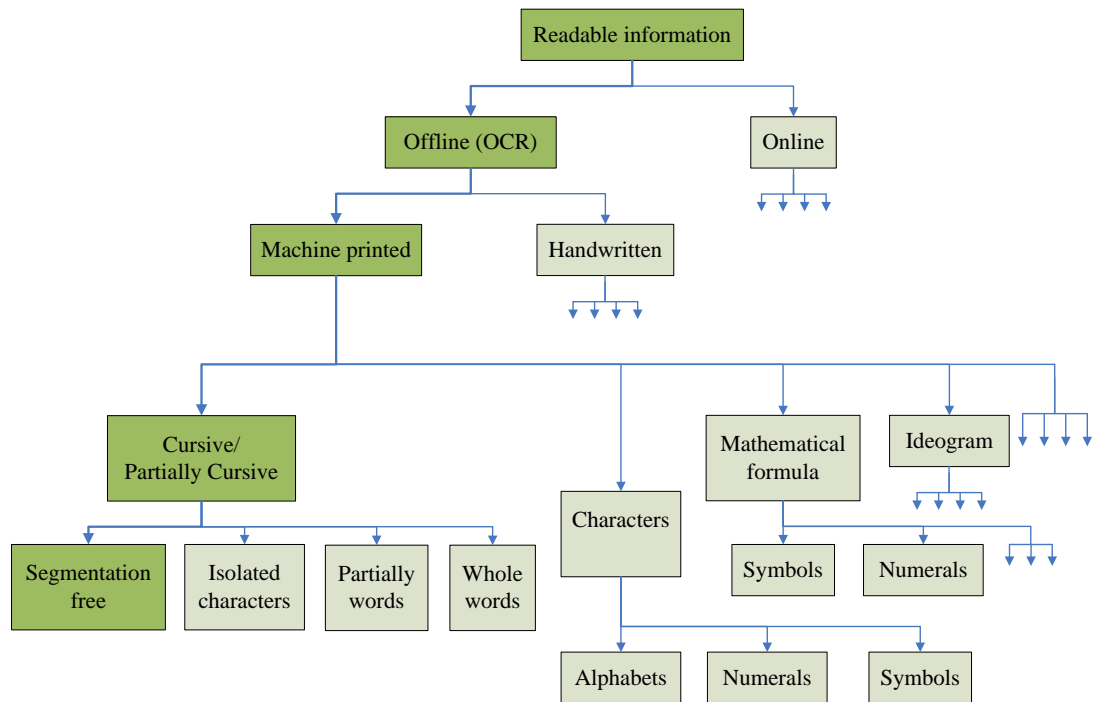 Readable information
Offline (OCR)
Online
Machine printed
Handwritten
Cursive/
Partially Cursive
Characters
Mathematical
formula
Ideogram
Segmentation
free
Isolated
characters
Partially
words
Whole
words
Symbols
Numerals
Alphabets
Numerals
Symbols